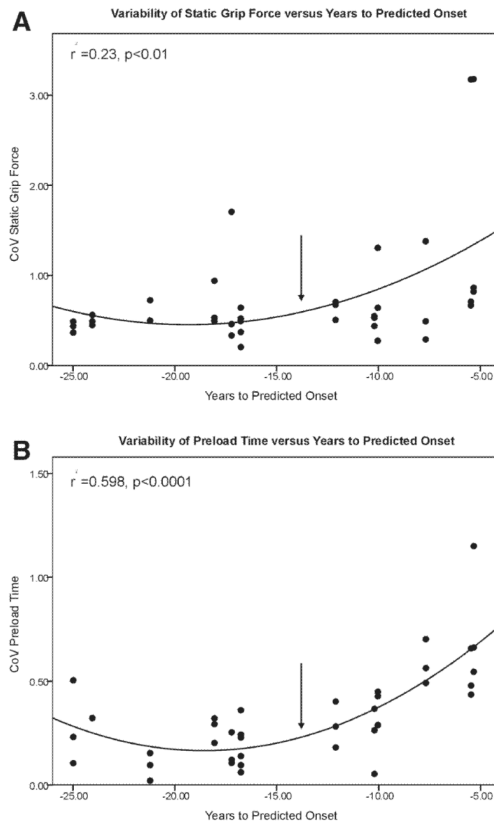 A
Variability of Static Grip Force versus Years to Predicted Onset
r²=0.23, p<0.01
3.00
2.00
1.00
0.00
CoV Static Grip Force
-25.00 -20.00 -15.00 -10.00 -5.00
Years to Predicted Onset
B
Variability of Preload Time versus Years to Predicted Onset
r²=0.598, p<0.0001
1.50
1.00
0.50
0.00
CoV Preload Time
-25.00 -20.00 -15.00 -10.00 -5.00
Years to Predicted Onset